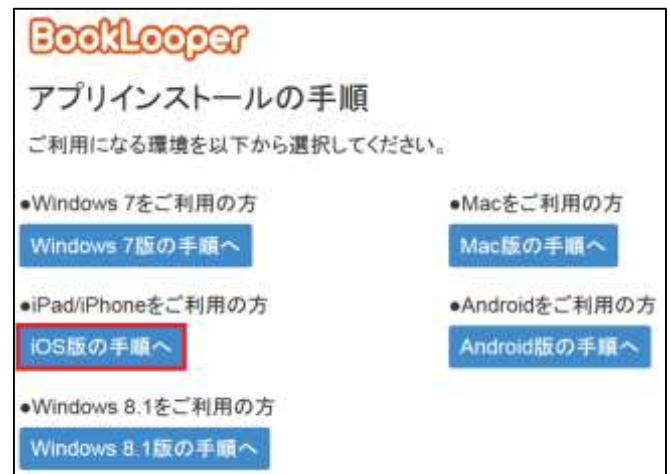 BookLooper
アプリインストールの手順
ご利用になる環境を以下から選択してください。
●Windows 7をご利用の方
Windows 7版の手順へ
●Macをご利用の方
Mac版の手順へ
●iPad/iPhoneをご利用の方
iOS版の手順へ
●Androidをご利用の方
Android版の手順へ
●Windows 8.1をご利用の方
Windows 8.1版の手順へ